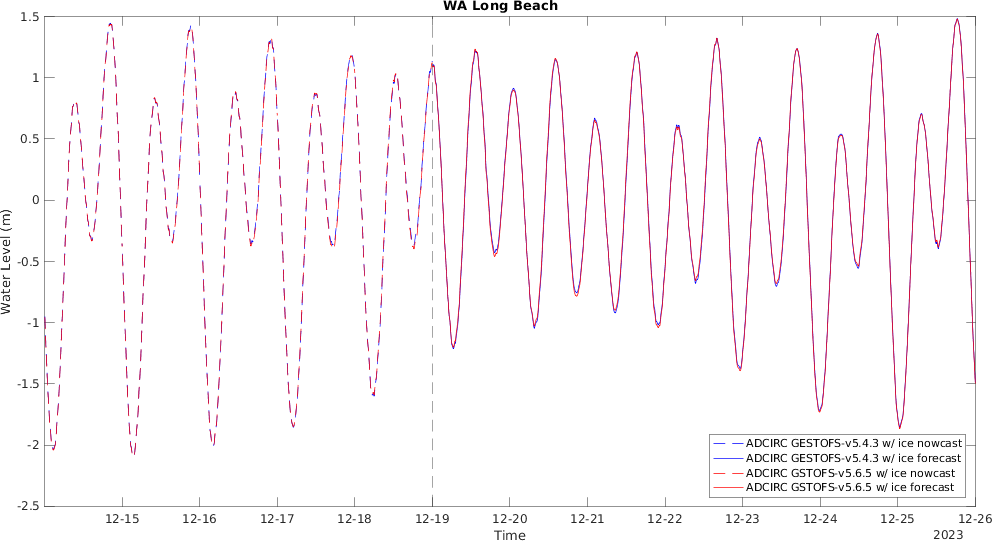 WA Long Beach
1.5
1
0.5
0
-0.5
-1
-1.5
-2
-2.5
Water Level (m)
ADCIRC GESTOFS-v5.4.3 w/ ice nowcast
ADCIRC GESTOFS-v5.4.3 w/ ice forecast
ADCIRC GSTOFS-v5.6.5 w/ ice nowcast
ADCIRC GSTOFS-v5.6.5 w/ ice forecast
12-15 12-16 12-17 12-18 12-19 12-20 12-21 12-22 12-23 12-24 12-25 12-26
Time
2023